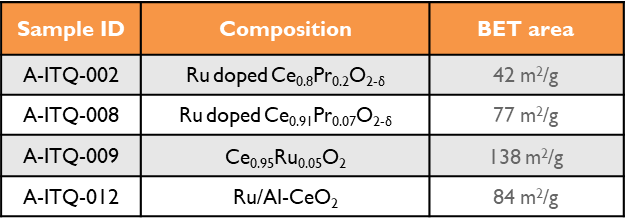 Sample ID Composition BET area
A-ITQ-002 Ru doped Ce₀.₈Pr₀.₂O₂₋δ 42 m²/g
A-ITQ-008 Ru doped Ce₀.₉₁Pr₀.₀₇O₂₋δ 77 m²/g
A-ITQ-009 Ce₀.₉₅Ru₀.₀₅O₂ 138 m²/g
A-ITQ-012 Ru/Al-CeO₂ 84 m²/g